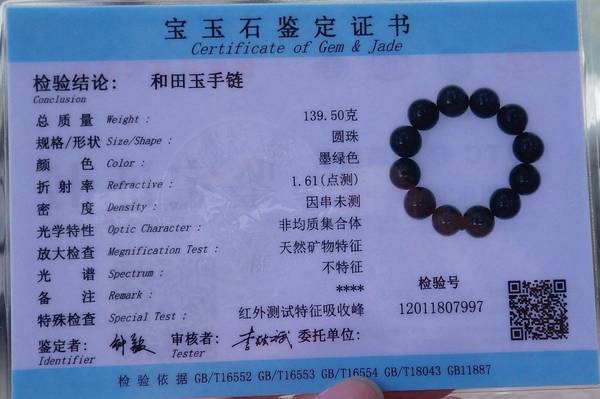 宝玉石鉴定证书
Certificate of Gem & Jade
检验结论: 和田玉手链
Conclusion
总质量 Weight: 139.50克
规格/形状 Size/Shape: 圆珠
颜色 Color: 墨绿色
折射率 Refractive: 1.61(点测)
密度 Density: 因串未测
光学特性 Optic Character: 非均质集合体
放大检查 Megnification Test: 天然矿物特征
光谱 Spectrum: 不特征
备注 Remark: ****
特殊检查 Special Test: 红外测试特征吸收峰
检验号
12011807997
鉴定者: 审核者: 委托单位:
Identifier Tester
检验依据 GB/T16552 GB/T16553 GB/T16554 GB/T18043 GB11887